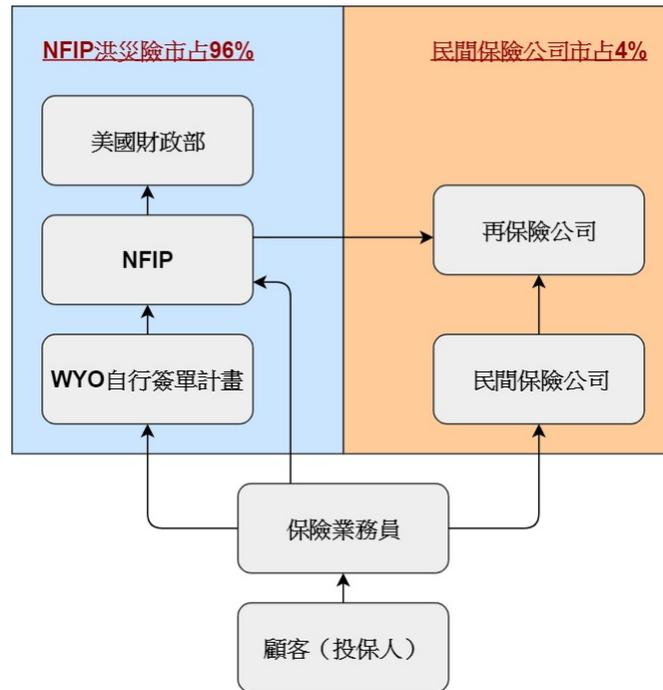 NFIP洪災險市占96%
民間保險公司市占4%
美國財政部
NFIP
再保險公司
WYO自行簽單計畫
民間保險公司
保險業務員
顧客（投保人）